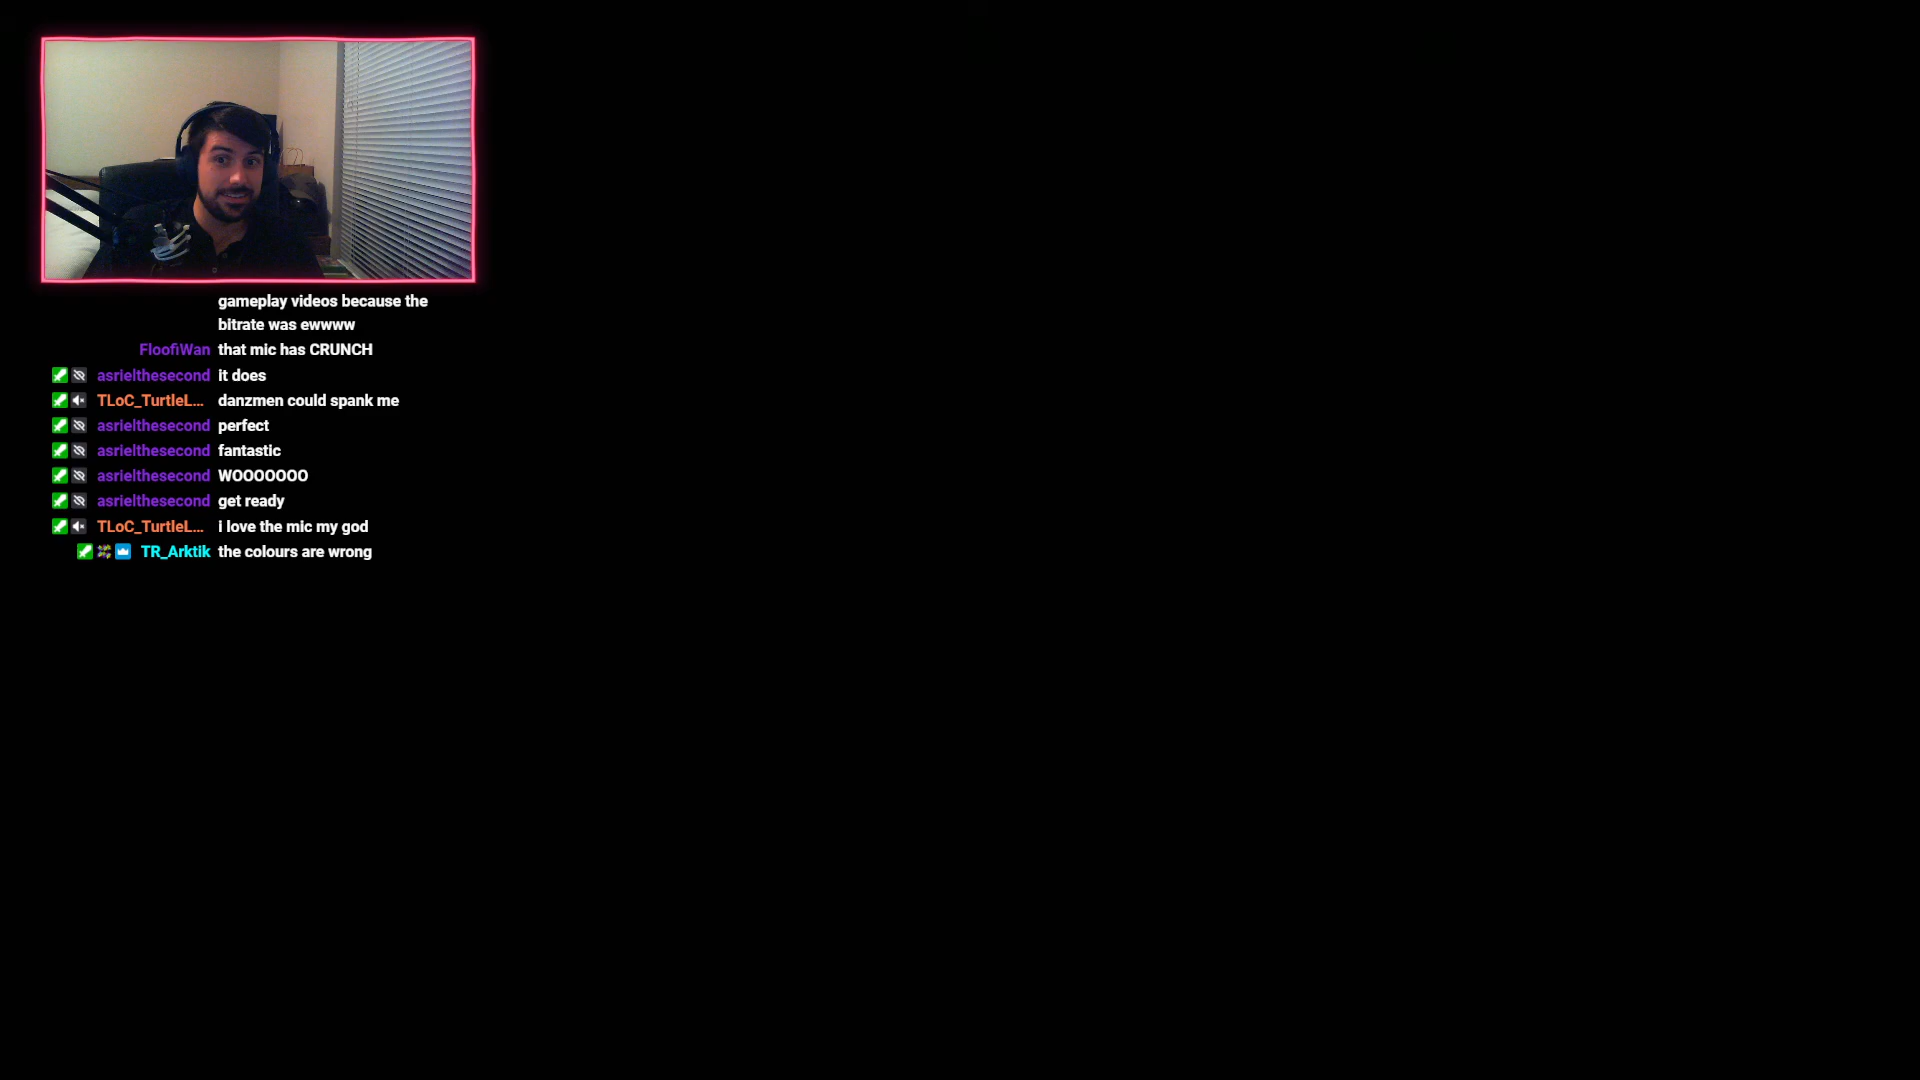 gameplay videos because the
bitrate was ewwww
FloofiWan that mic has CRUNCH
asrielthesecond it does
TLoC_TurtleL... danzmen could spank me
asrielthesecond perfect
asrielthesecond fantastic
asrielthesecond WOOOOOOO
asrielthesecond get ready
TLoC_TurtleL... i love the mic my god
TR_Arktik the colours are wrong